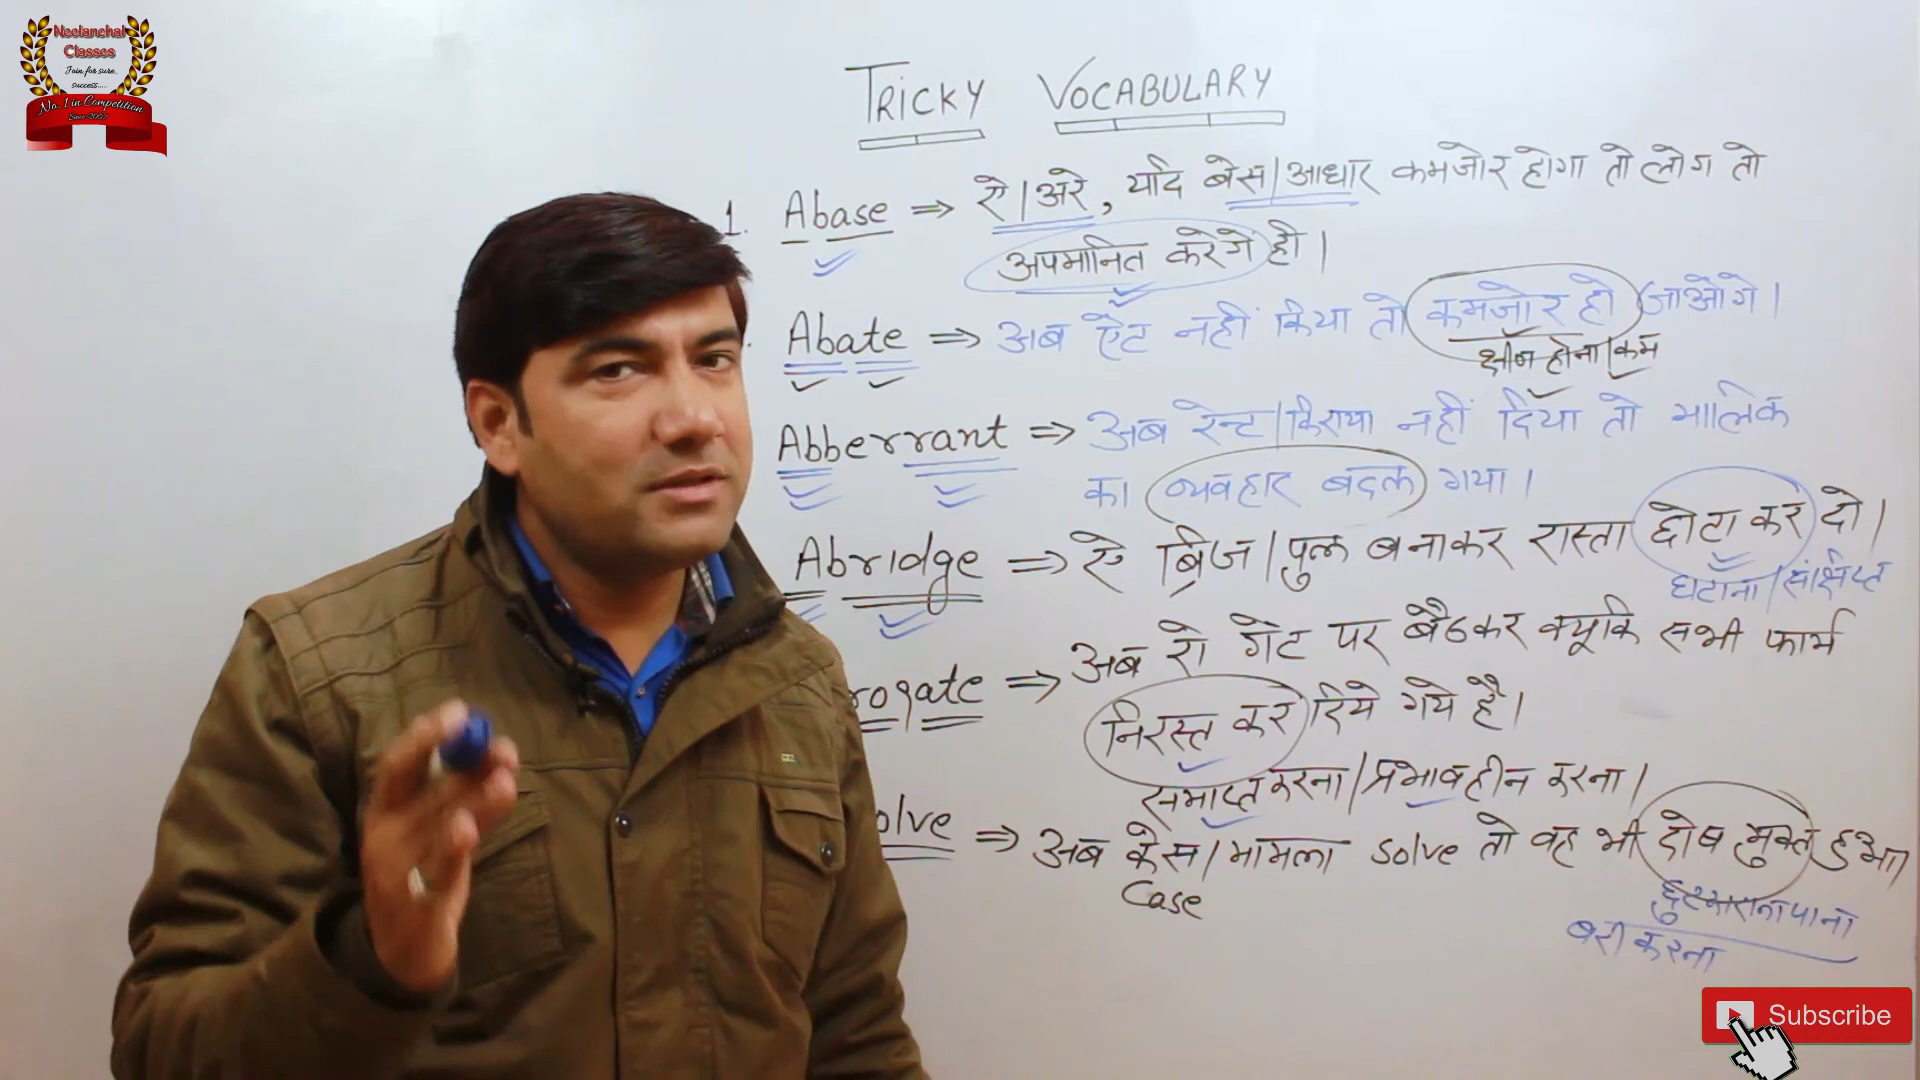 Neelanchal
Classes
Join for sure
success.....
No. 1 in Competition
Since-2007
TRICKY VOCABULARY
1. Abase ⇒ ऐ|अरे, यदि बेस|आधार कमजोर होगा तो लोग तो
अपमानित करेगे ही।
Abate ⇒ अब ऐट नहीं किया तो कमजोर हो जाओगे।
क्षीन होना|कम
Abberrant ⇒ अब रेन्ट|किराया नहीं दिया तो मालिक
का व्यवहार बदल गया।
Abridge ⇒ ऐ ब्रिज|पुल बनाकर रास्ता छोटा कर दो।
घटाना|संक्षिप्त
rogate ⇒ अब रो गेट पर बैठकर क्यूकि सभी फार्म
निरस्त कर दिये गये है।
समाप्त करना|प्रभावहीन करना।
olve ⇒ अब केस|मामला solve तो वह भी दोष मुक्त हुआ।
Case
छुटकारा पाना
बरी करना
Subscribe